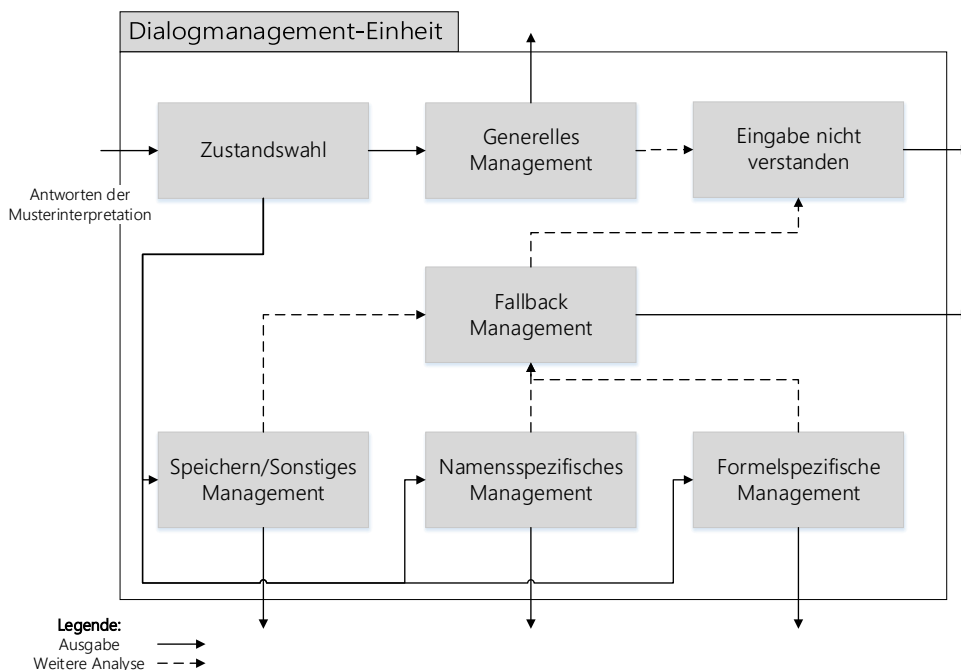 Dialogmanagement-Einheit
Zustandswahl
Generelles
Management
Eingabe nicht
verstanden
Antworten der
Musterinterpretation
Fallback
Management
Speichern/Sonstiges
Management
Namensspezifisches
Management
Formelspezifische
Management
Legende:
Ausgabe
Weitere Analyse